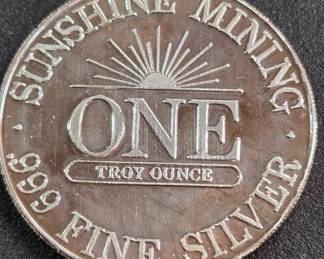 · SUNSHINE MINING ·
ONE
TROY OUNCE
.999 FINE SILVER